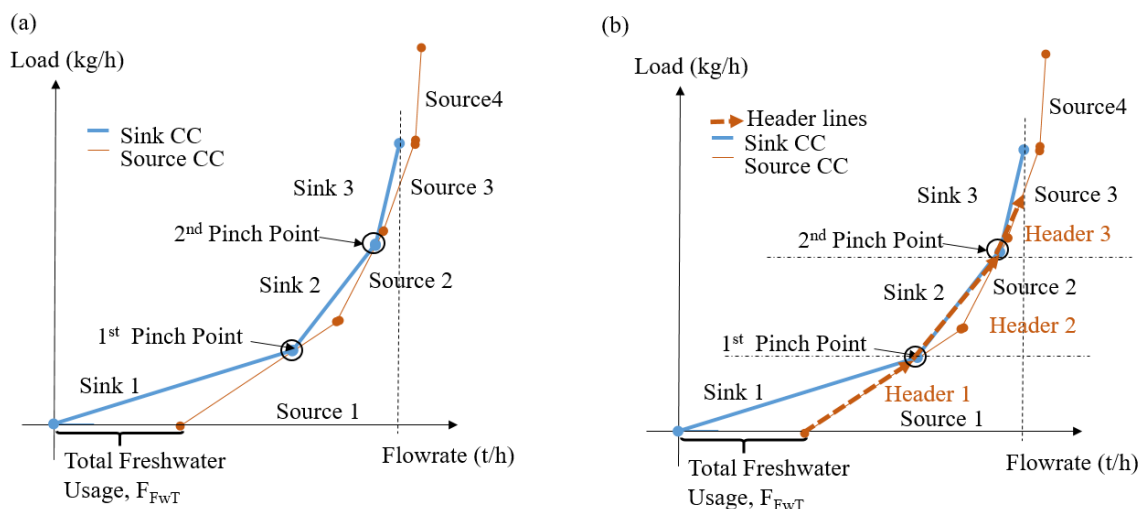 (a)
Load (kg/h)
Sink CC
Source CC
Source4
Sink 3
Source 3
2nd Pinch Point
Sink 2
Source 2
1st Pinch Point
Sink 1
Source 1
Total Freshwater
Usage, FFwT
Flowrate (t/h)
(b)
Load (kg/h)
Header lines
Sink CC
Source CC
Source4
Sink 3
Source 3
2nd Pinch Point
Header 3
Sink 2
Source 2
Header 2
1st Pinch Point
Sink 1
Header 1
Source 1
Total Freshwater
Usage, FFwT
Flowrate (t/h)